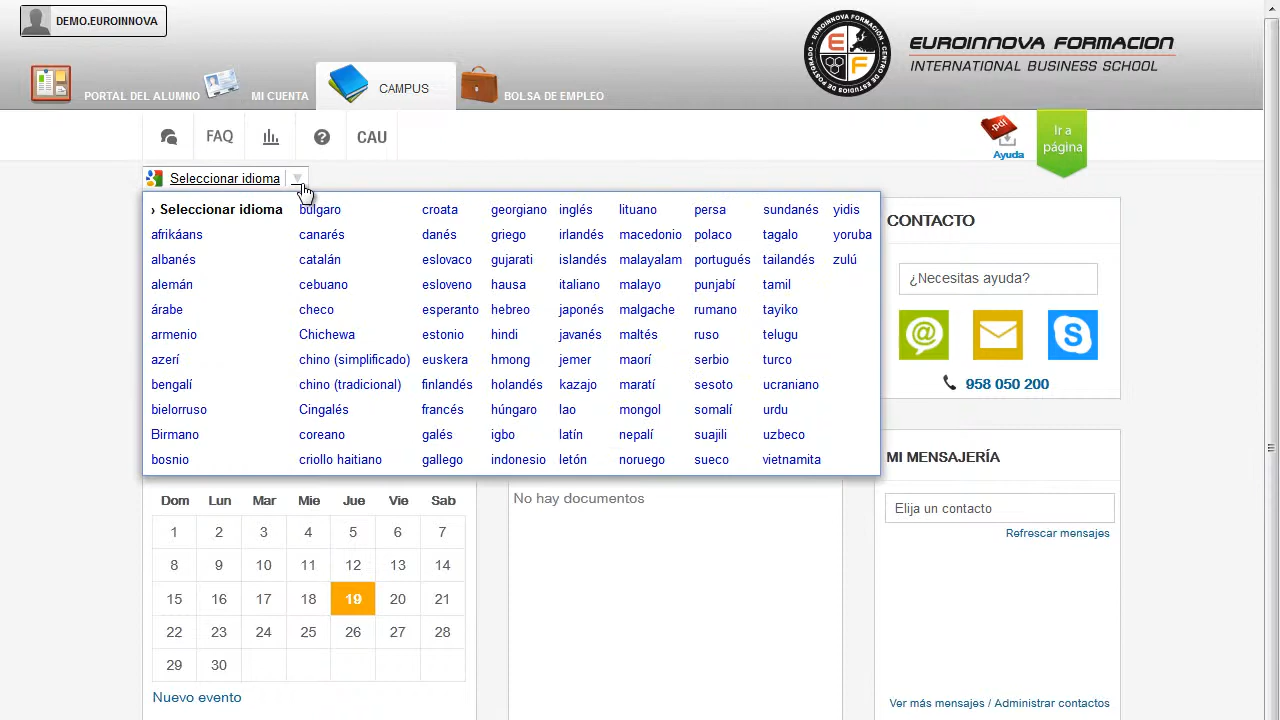 DEMO.EUROINNOVA
EUROINNOVA FORMACION
INTERNATIONAL BUSINESS SCHOOL
EUROINNOVA FORMACIÓN
CENTRO DE ESTUDIOS DE POSTGRADO
E
F
PORTAL DEL ALUMNO
MI CUENTA
CAMPUS
BOLSA DE EMPLEO
FAQ
?
CAU
.pdf
Ayuda
Ir a
página
Seleccionar idioma
› Seleccionar idioma búlgaro croata georgiano inglés lituano persa sundanés yidis
afrikáans canarés danés griego irlandés macedonio polaco tagalo yoruba
albanés catalán eslovaco gujarati islandés malayalam portugués tailandés zulú
alemán cebuano esloveno hausa italiano malayo punjabí tamil
árabe checo esperanto hebreo japonés malgache rumano tayiko
armenio Chichewa estonio hindi javanés maltés ruso telugu
azerí chino (simplificado) euskera hmong jemer maorí serbio turco
bengalí chino (tradicional) finlandés holandés kazajo maratí sesoto ucraniano
bielorruso Cingalés francés húngaro lao mongol somalí urdu
Birmano coreano galés igbo latín nepalí suajili uzbeco
bosnio criollo haitiano gallego indonesio letón noruego sueco vietnamita
CONTACTO
¿Necesitas ayuda?
@
S
958 050 200
Dom Lun Mar Mie Jue Vie Sab
1 2 3 4 5 6 7
8 9 10 11 12 13 14
15 16 17 18 19 20 21
22 23 24 25 26 27 28
29 30
Nuevo evento
No hay documentos
MI MENSAJERÍA
Elija un contacto
Refrescar mensajes
Ver más mensajes / Administrar contactos